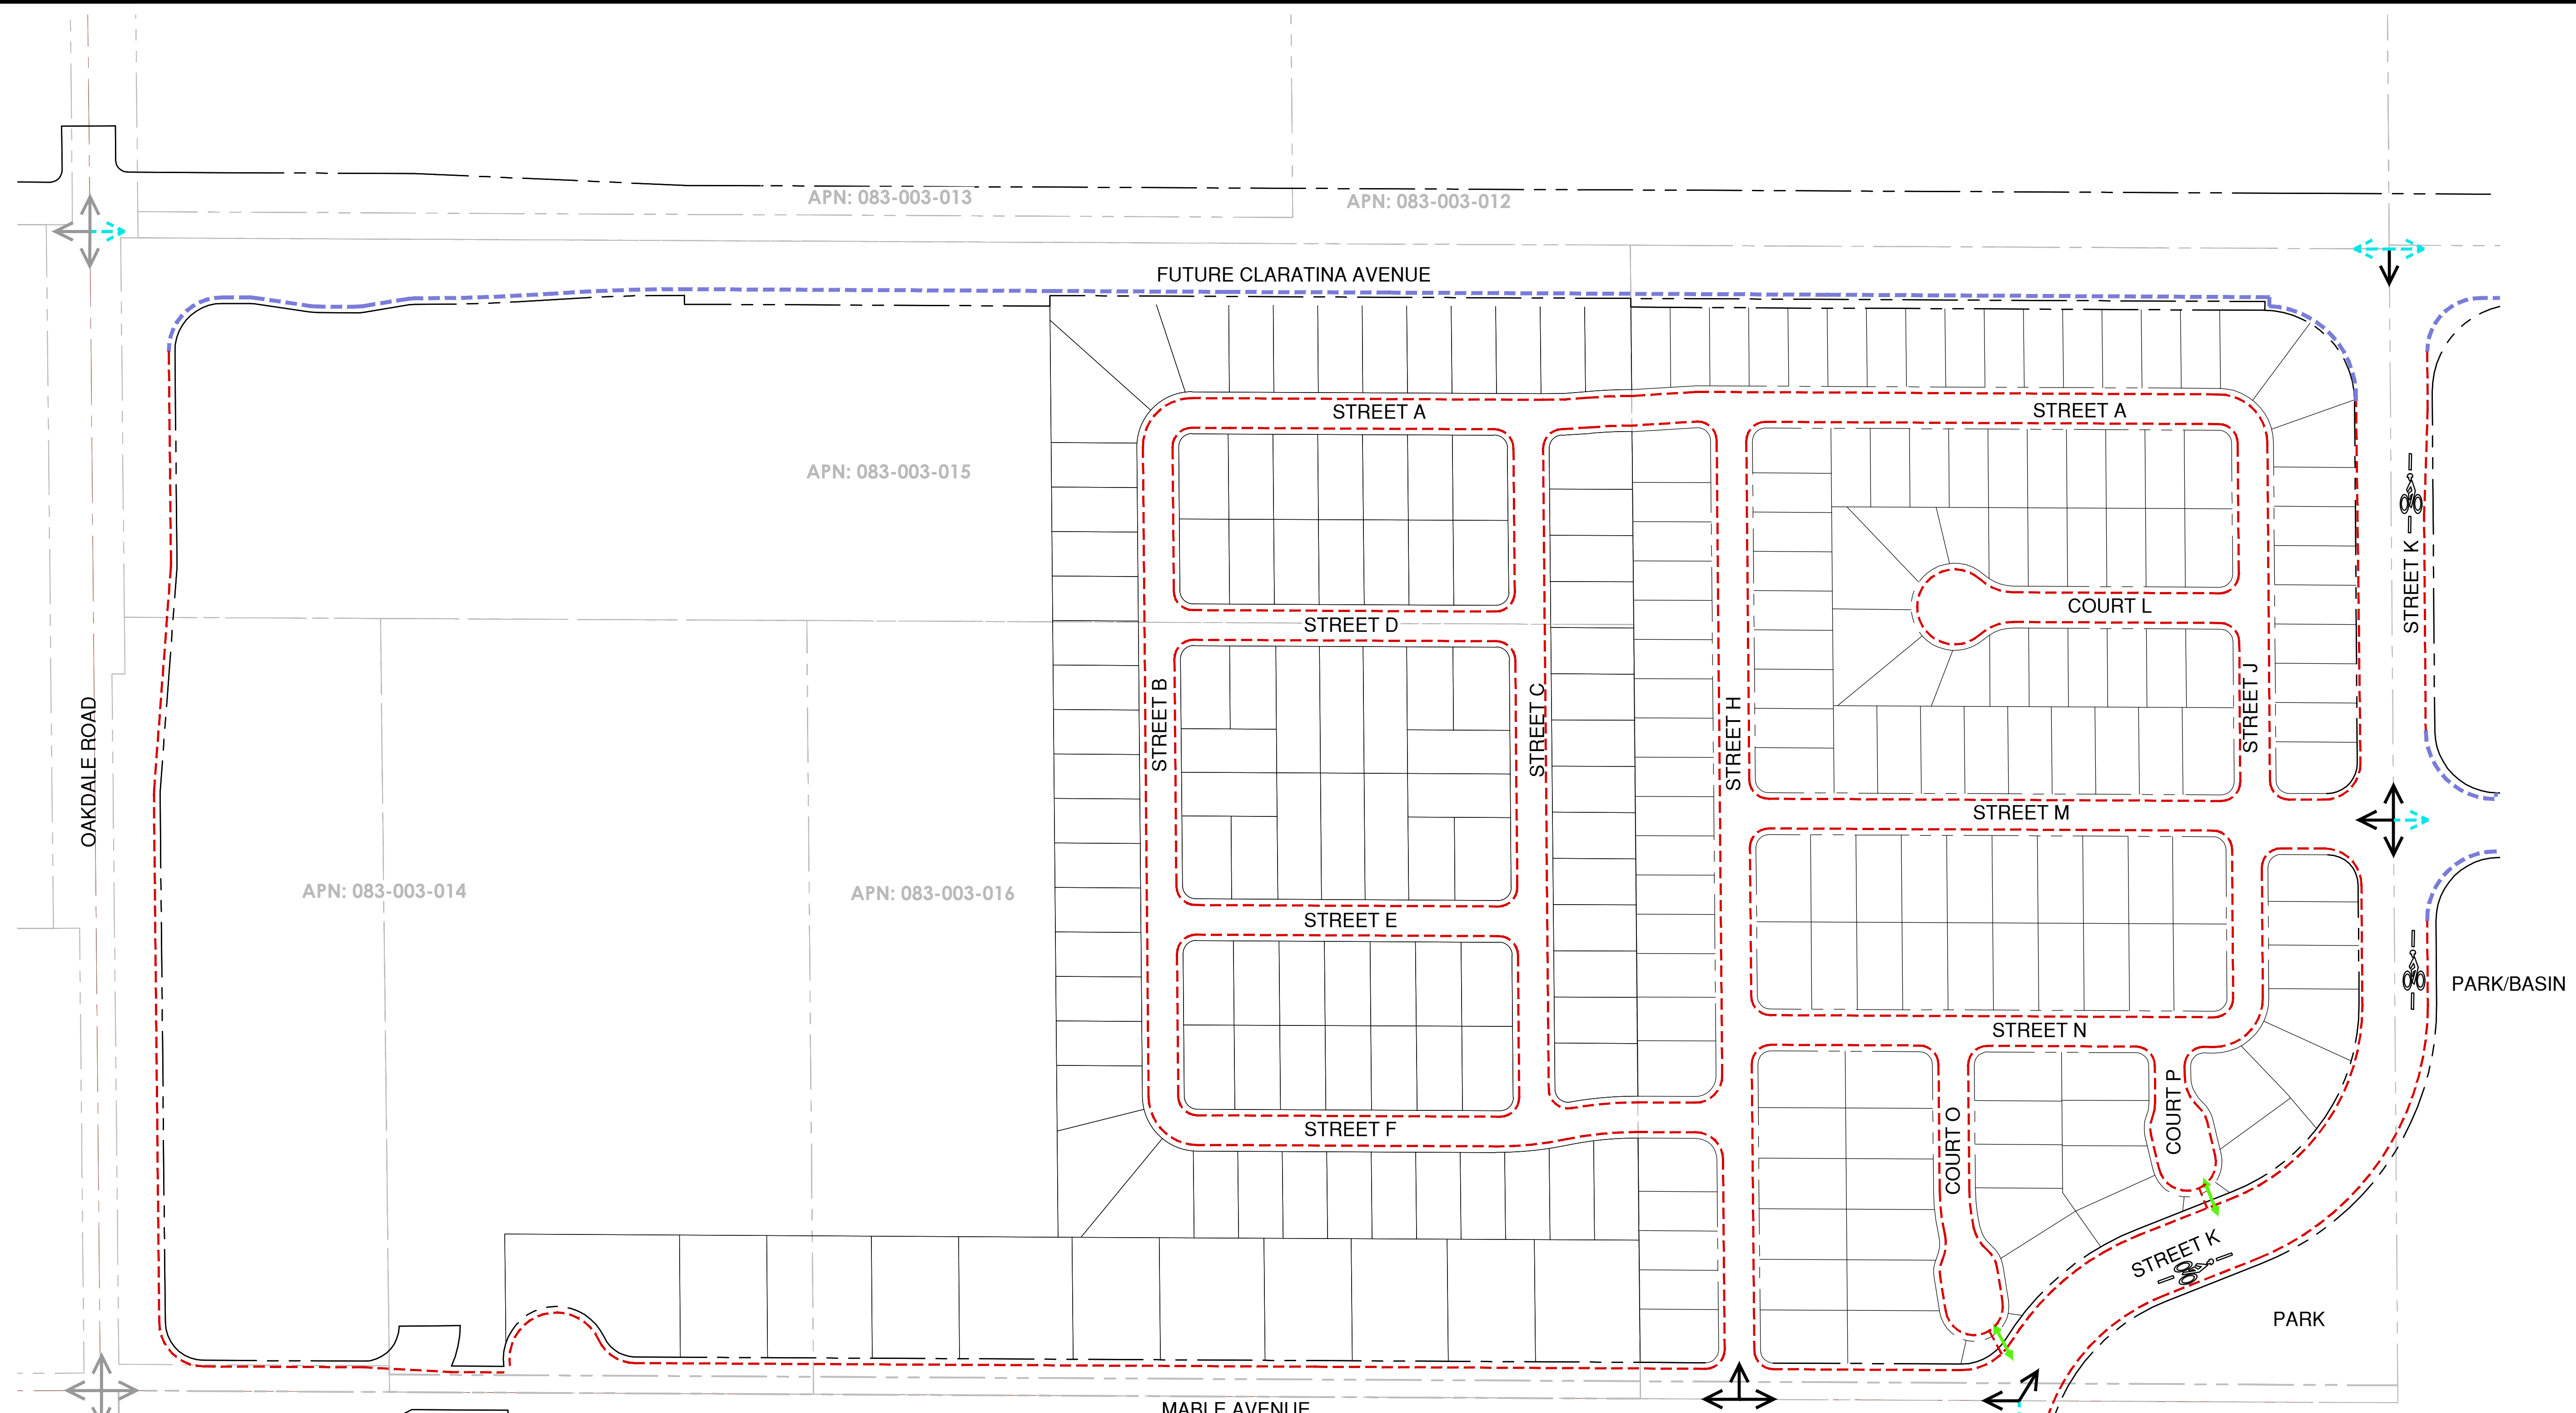 APN: 083-003-013
APN: 083-003-012
FUTURE CLARATINA AVENUE
STREET A
STREET A
APN: 083-003-015
STREET K
COURT L
STREET D
STREET B
STREET C
STREET H
STREET J
OAKDALE ROAD
STREET M
APN: 083-003-014
APN: 083-003-016
STREET E
PARK/BASIN
STREET N
STREET F
COURT O
COURT P
STREET K
PARK
MABLE AVENUE